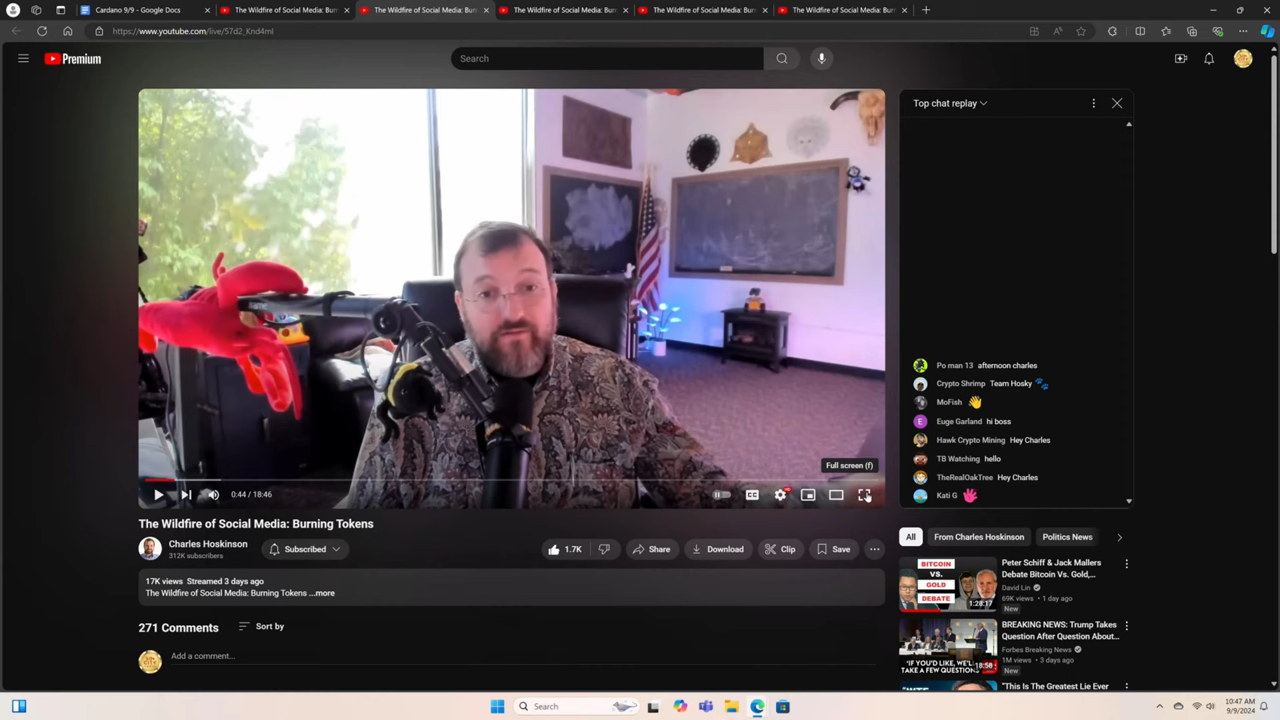 Cardano 9/9 - Google Docs
The Wildfire of Social Media: Burn
The Wildfire of Social Media: Bur
The Wildfire of Social Media: Bur
The Wildfire of Social Media: Bur
The Wildfire of Social Media: Bur
https://www.youtube.com/live/57d2_Knd4mI
Premium
Search
Top chat replay
Po man 13 afternoon charles
Crypto Shrimp Team Hosky
MoFish
Euge Garland hi boss
Hawk Crypto Mining Hey Charles
TB Watching hello
TheRealOakTree Hey Charles
Kati G
Full screen (f)
0:44 / 18:46
CC
The Wildfire of Social Media: Burning Tokens
Charles Hoskinson
312K subscribers
Subscribed
1.7K
Share
Download
Clip
Save
17K views Streamed 3 days ago
The Wildfire of Social Media: Burning Tokens ...more
271 Comments
Sort by
Add a comment...
All
From Charles Hoskinson
Politics News
BITCOIN
VS.
GOLD
DEBATE
1:28:17
Peter Schiff & Jack Mallers
Debate Bitcoin Vs. Gold,...
David Lin
69K views • 1 day ago
New
'IF YOU'D LIKE, WE'LL
TAKE A FEW QUESTIONS'
18:58
BREAKING NEWS: Trump Takes
Question After Question About...
Forbes Breaking News
1M views • 3 days ago
New
"This Is The Greatest Lie Ever
Search
10:47 AM
9/9/2024